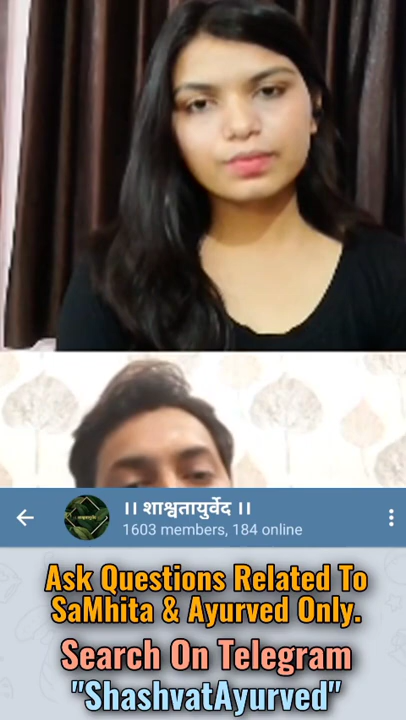 ।। शाश्वतायुर्वेद ।।
1603 members, 184 online
Ask Questions Related To
SaMhita & Ayurved Only.
Search On Telegram
"ShashvatAyurved"